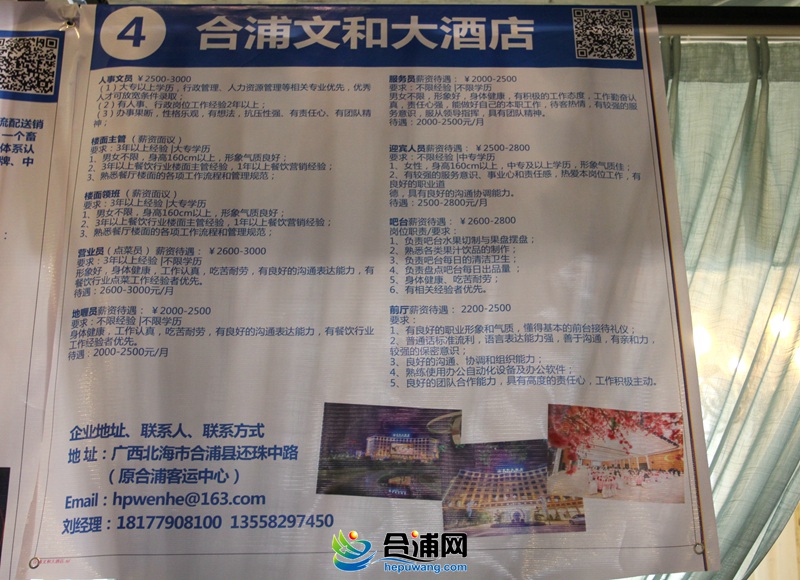 4 合浦文和大酒店
流配送销
一个畜
体系认
牌、中
人事文员 ￥2500-3000
（1）大专以上学历，行政管理、人力资源管理等相关专业优先，优秀
人才可放宽条件录取；
（2）有人事、行政岗位工作经验2年以上；
（3）办事果断，性格乐观，有想法，抗压性强、有责任心、有团队精
神；
楼面主管 （薪资面议）
要求：3年以上经验 |大专学历
1、男女不限，身高160cm以上，形象气质良好；
2、3年以上餐饮行业楼面主管经验，1年以上餐饮营销经验；
3、熟悉餐厅楼面的各项工作流程和管理规范；
楼面领班 （薪资面议）
要求：3年以上经验 |大专学历
1、男女不限，身高160cm以上，形象气质良好；
2、3年以上餐饮行业楼面主管经验，1年以上餐饮营销经验；
3、熟悉餐厅楼面的各项工作流程和管理规范；
营业员（点菜员） 薪资待遇： ￥2600-3000
要求：3年以上经验 |不限学历
形象好，身体健康，工作认真，吃苦耐劳，有良好的沟通表达能力，有
餐饮行业点菜工作经验者优先。
待遇：2600-3000元/月
地喱员薪资待遇： ￥2000-2500
要求：不限经验 |不限学历
身体健康，工作认真，吃苦耐劳，有良好的沟通表达能力，有餐饮行业
工作经验者优先。
待遇：2000-2500元/月
服务员薪资待遇： ￥2000-2500
要求：不限经验 |不限学历
男女不限，形象好，身体健康，有积极的工作态度，工作勤奋认
真，责任心强，能做好自己的本职工作，待客热情，有较强的服
务意识，服从领导指挥，具有团队精神。
待遇：2000-2500元/月
迎宾人员薪资待遇： ￥2500-2800
要求：不限经验 |中专学历
1、女性，身高160cm以上，中专及以上学历，形象气质佳；
2、有较强的服务意识、事业心和责任感，热爱本岗位工作，有
良好的职业道
德，具有良好的沟通协调能力。
待遇：2500-2800元/月
吧台薪资待遇： ￥2600-2800
岗位职责/要求：
1、负责吧台水果切制与果盘摆盘；
2、熟悉各类果汁饮品的制作；
3、负责吧台每日的清洁卫生；
4、负责盘点吧台每日出品量 ；
5、身体健康、吃苦耐劳；
6、有相关经验者优先。
前厅薪资待遇： 2200-2500
要求：
1、有良好的职业形象和气质，懂得基本的前台接待礼仪；
2、普通话标准流利，语言表达能力强，善于沟通，有亲和力，
较强的保密意识；
3、良好的沟通、协调和组织能力；
4、熟练使用办公自动化设备及办公软件；
5、良好的团队合作能力，具有高度的责任心，工作积极主动。
企业地址、联系人、联系方式
地 址：广西北海市合浦县还珠中路
（原合浦客运中心）
Email：hpwenhe@163.com
刘经理：18177908100 13558297450
合浦网
hepuwang.com